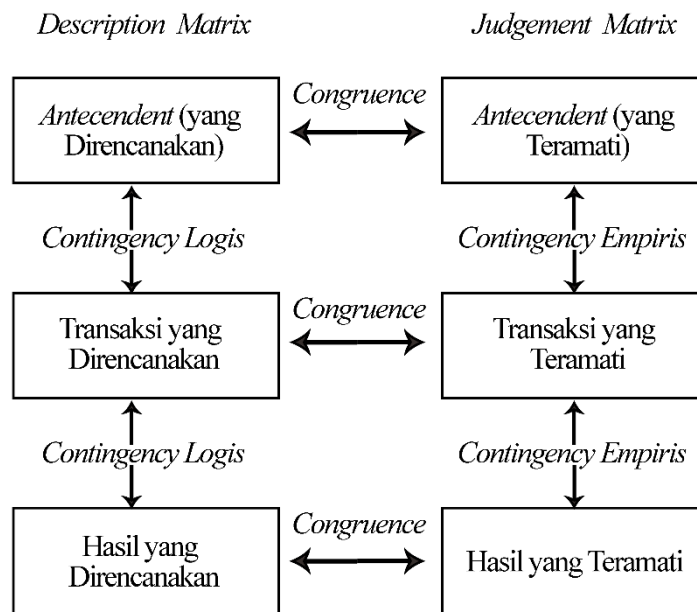 Description Matrix
Judgement Matrix
Antecendent (yang
Direncanakan)
Congruence
Antecendent (yang
Teramati)
Contingency Logis
Contingency Empiris
Transaksi yang
Direncanakan
Congruence
Transaksi yang
Teramati
Contingency Logis
Contingency Empiris
Hasil yang
Direncanakan
Congruence
Hasil yang Teramati